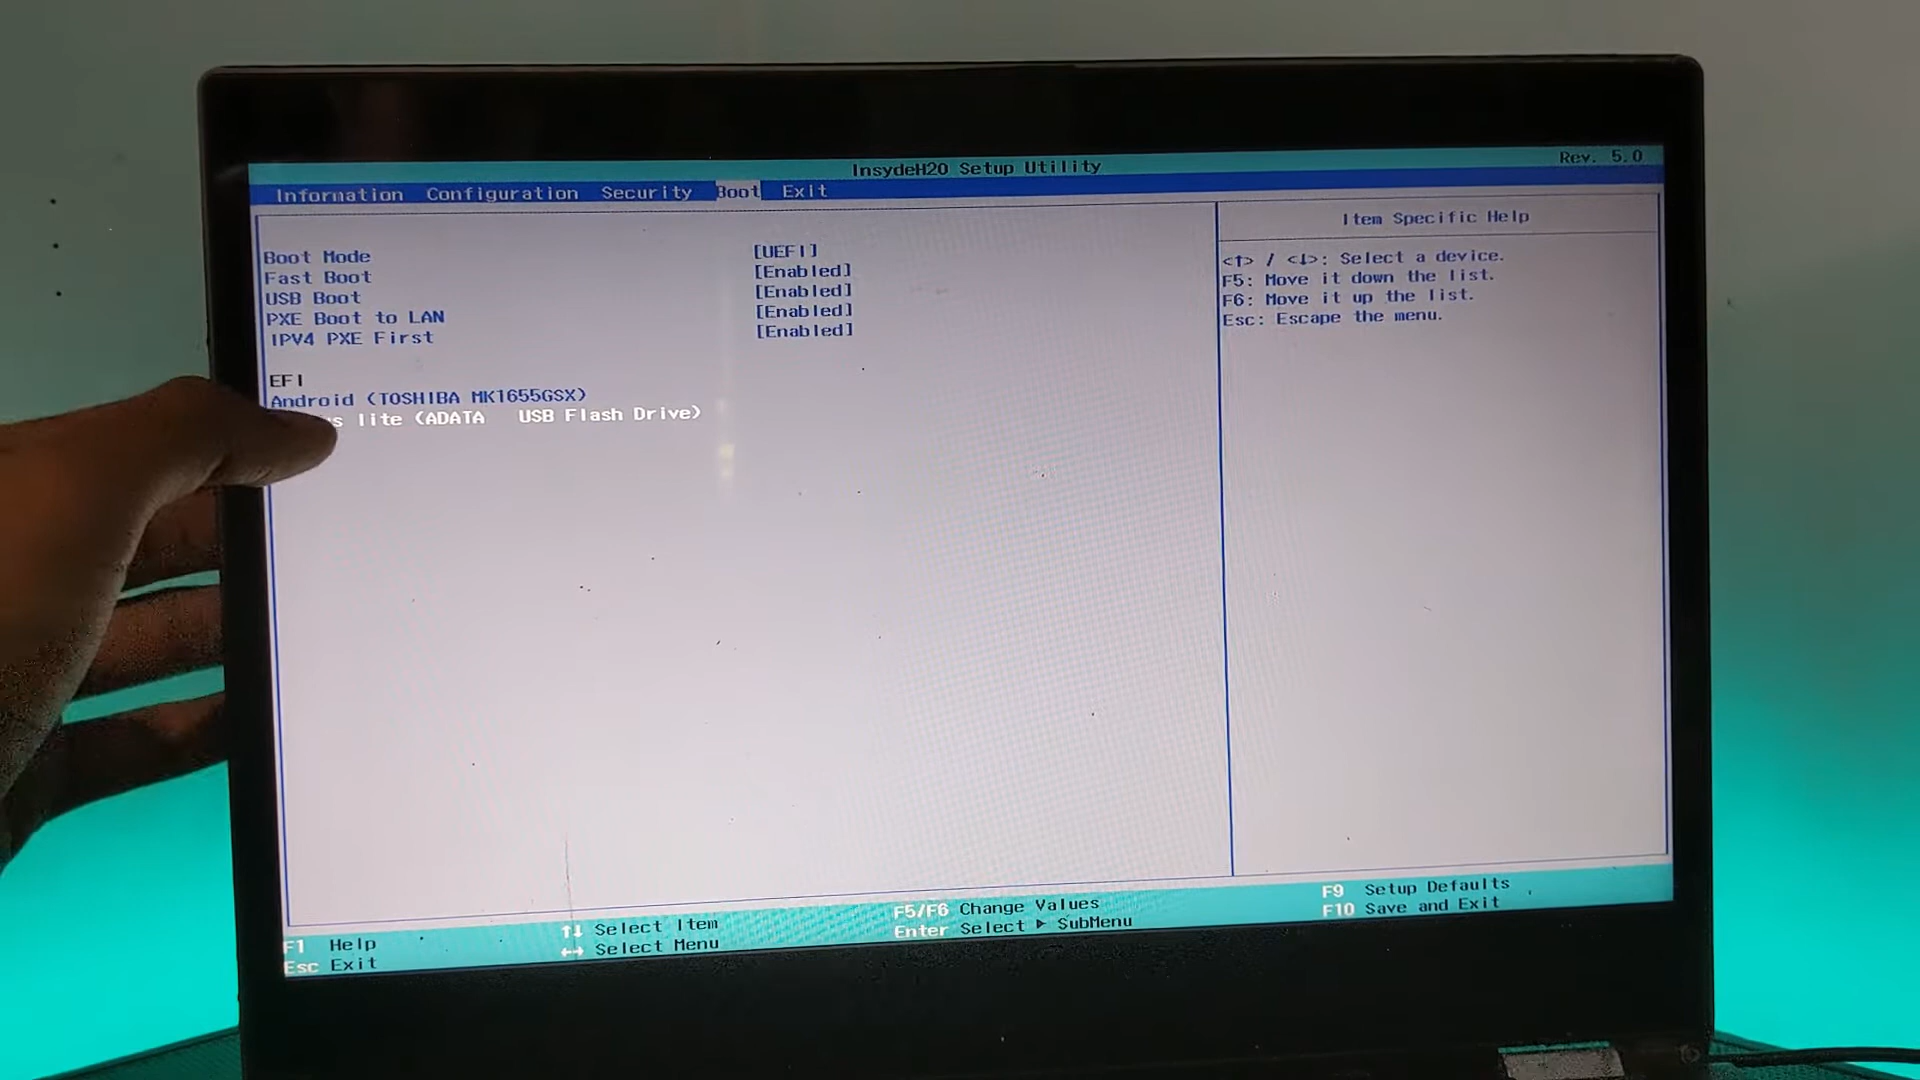 InsydeH2O Setup Utility
Rev. 5.0
Information Configuration Security Boot Exit
Boot Mode [UEFI]
Fast Boot [Enabled]
USB Boot [Enabled]
PXE Boot to LAN [Enabled]
IPV4 PXE First [Enabled]
EFI
Android (TOSHIBA MK1655GSX)
lite (ADATA USB Flash Drive)
Item Specific Help
<↑> / <↓>: Select a device.
F5: Move it down the list.
F6: Move it up the list.
Esc: Escape the menu.
F1 Help
Esc Exit
↑↓ Select Item
↔ Select Menu
F5/F6 Change Values
Enter Select ▶ SubMenu
F9 Setup Defaults
F10 Save and Exit